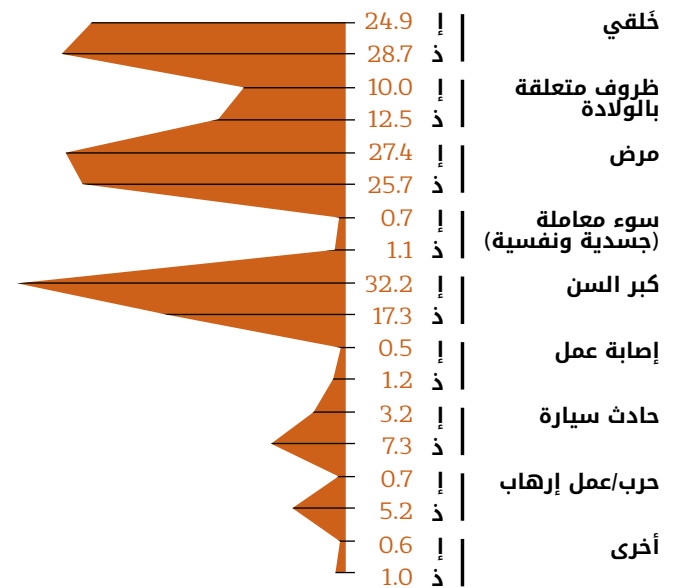 خَلقي إ 24.9
ذ 28.7
ظروف متعلقة إ 10.0
بالولادة ذ 12.5
مرض إ 27.4
ذ 25.7
سوء معاملة إ 0.7
(جسدية ونفسية) ذ 1.1
كبر السن إ 32.2
ذ 17.3
إصابة عمل إ 0.5
ذ 1.2
حادث سيارة إ 3.2
ذ 7.3
حرب/عمل إرهاب إ 0.7
ذ 5.2
أخرى إ 0.6
ذ 1.0